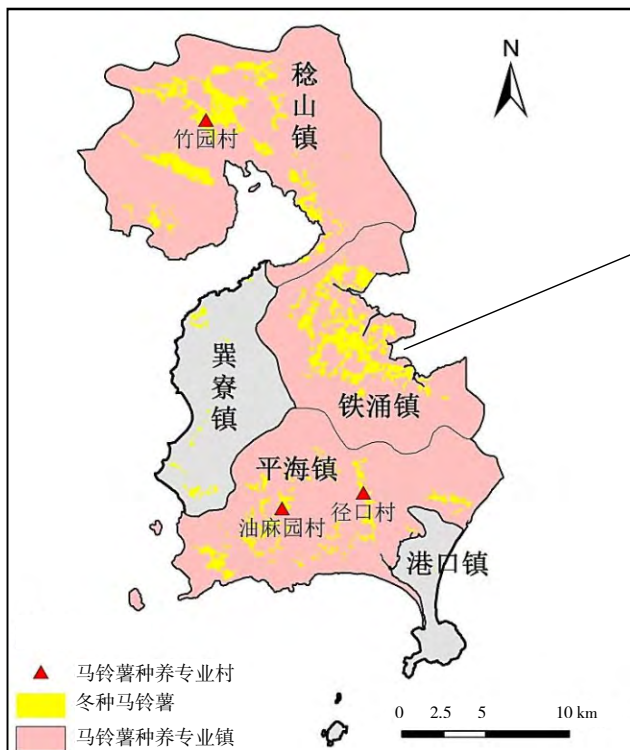 N
稔山镇
竹园村
巽寮镇
铁涌镇
平海镇
径口村
油麻园村
港口镇
马铃薯种养专业村
冬种马铃薯
马铃薯种养专业镇
0 2.5 5 10 km